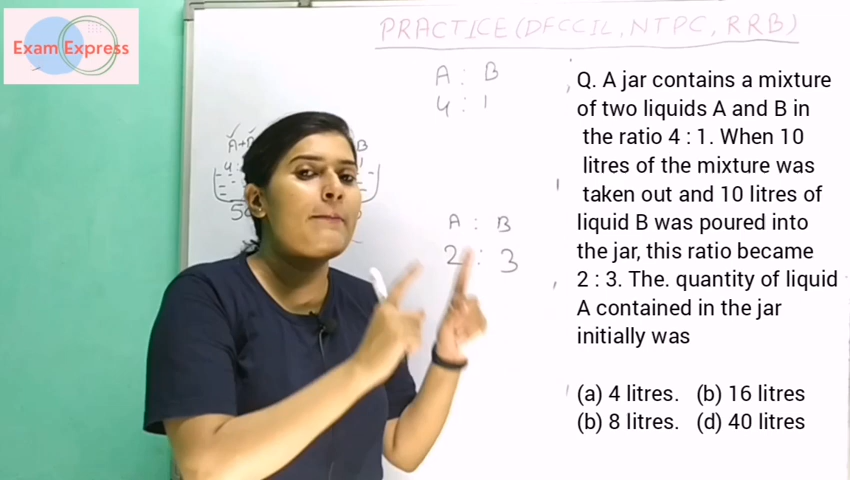 Exam Express
PRACTICE (DFCCIL, NTPC, RRB)
A : B
4 : 1
A : B
2 : 3
B
Q. A jar contains a mixture
of two liquids A and B in
the ratio 4 : 1. When 10
litres of the mixture was
taken out and 10 litres of
liquid B was poured into
the jar, this ratio became
2 : 3. The. quantity of liquid
A contained in the jar
initially was
(a) 4 litres. (b) 16 litres
(b) 8 litres. (d) 40 litres